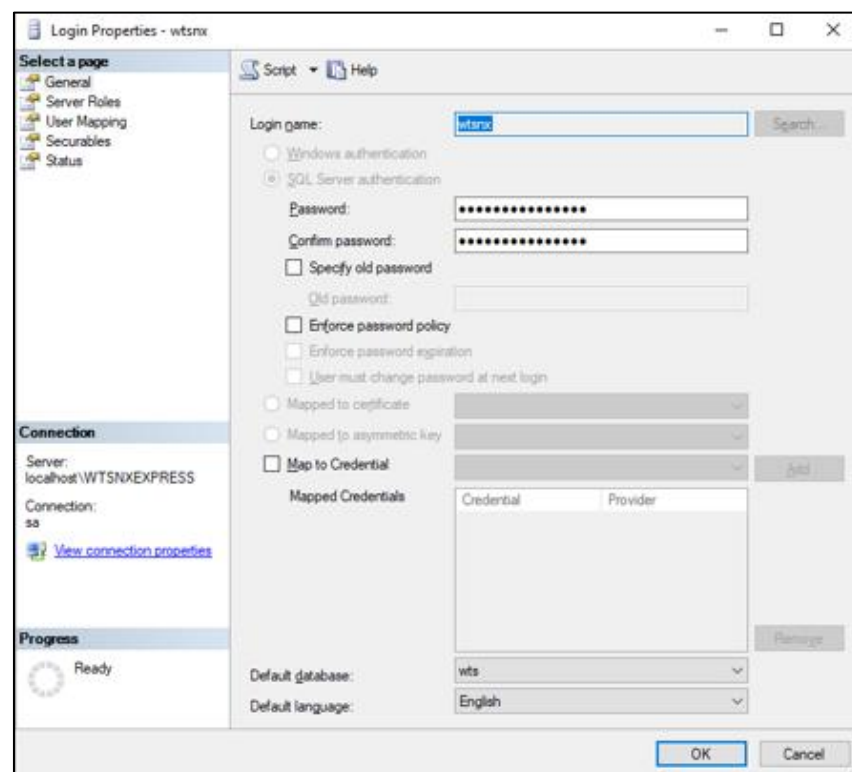 Login Properties - wtsnx
Select a page
General
Server Roles
User Mapping
Securables
Status
Connection
Server:
localhost\WTSNXEXPRESS
Connection:
sa
View connection properties
Progress
Ready
Script Help
Login name: wtsnx Search...
Windows authentication
SQL Server authentication
Password: •••••••••••••••
Confirm password: •••••••••••••••
Specify old password
Old password:
Enforce password policy
Enforce password expiration
User must change password at next login
Mapped to certificate
Mapped to asymmetric key
Map to Credential Add
Mapped Credentials Credential Provider
Remove
Default database: wts
Default language: English
OK Cancel